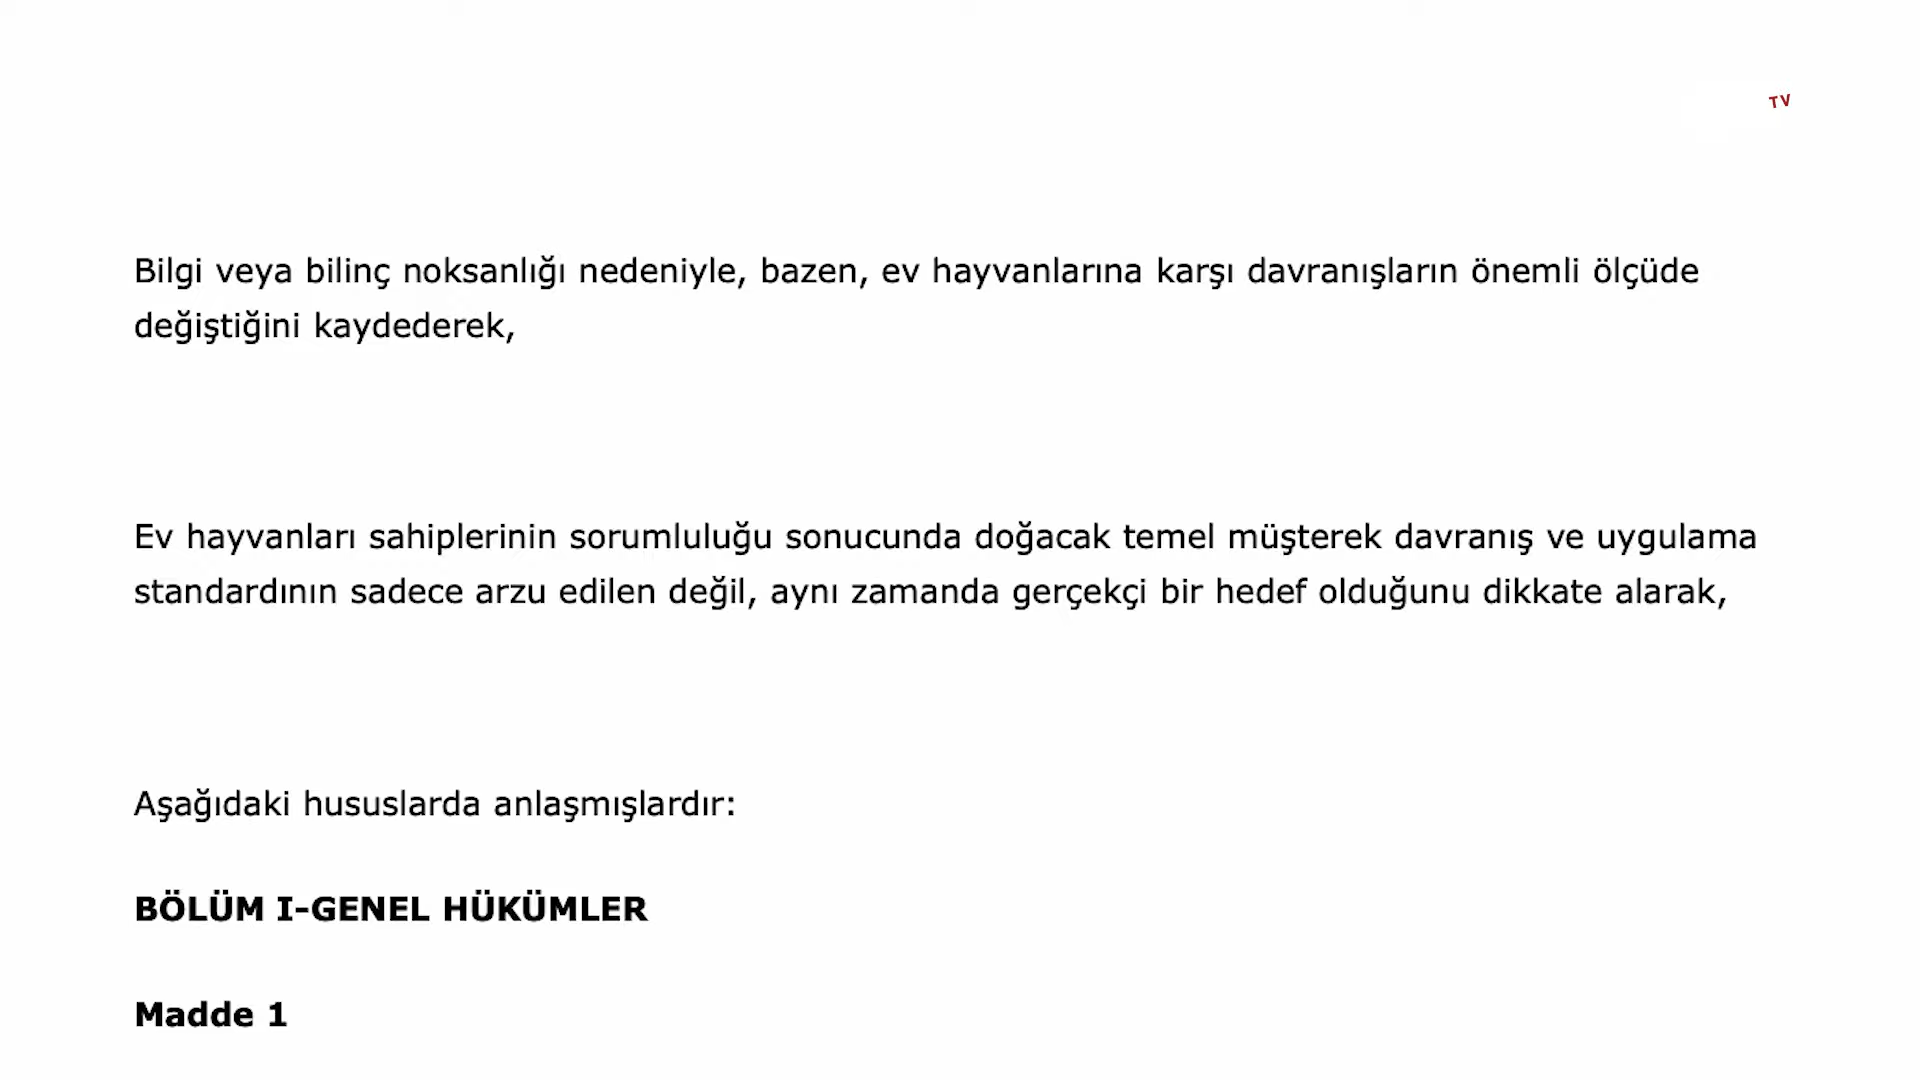 TV
Bilgi veya bilinç noksanlığı nedeniyle, bazen, ev hayvanlarına karşı davranışların önemli ölçüde
değiştiğini kaydederek,
Ev hayvanları sahiplerinin sorumluluğu sonucunda doğacak temel müşterek davranış ve uygulama
standardının sadece arzu edilen değil, aynı zamanda gerçekçi bir hedef olduğunu dikkate alarak,
Aşağıdaki hususlarda anlaşmışlardır:
BÖLÜM I-GENEL HÜKÜMLER
Madde 1